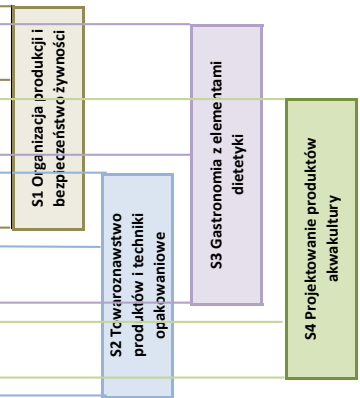 S1 Organizacja produkcji i
bezpieczeństwo żywności
S2 Towaroznawstwo
produktów i techniki
opakowaniowe
S3 Gastronomia z elementami
dietetyki
S4 Projektowanie produktów
akwakultury